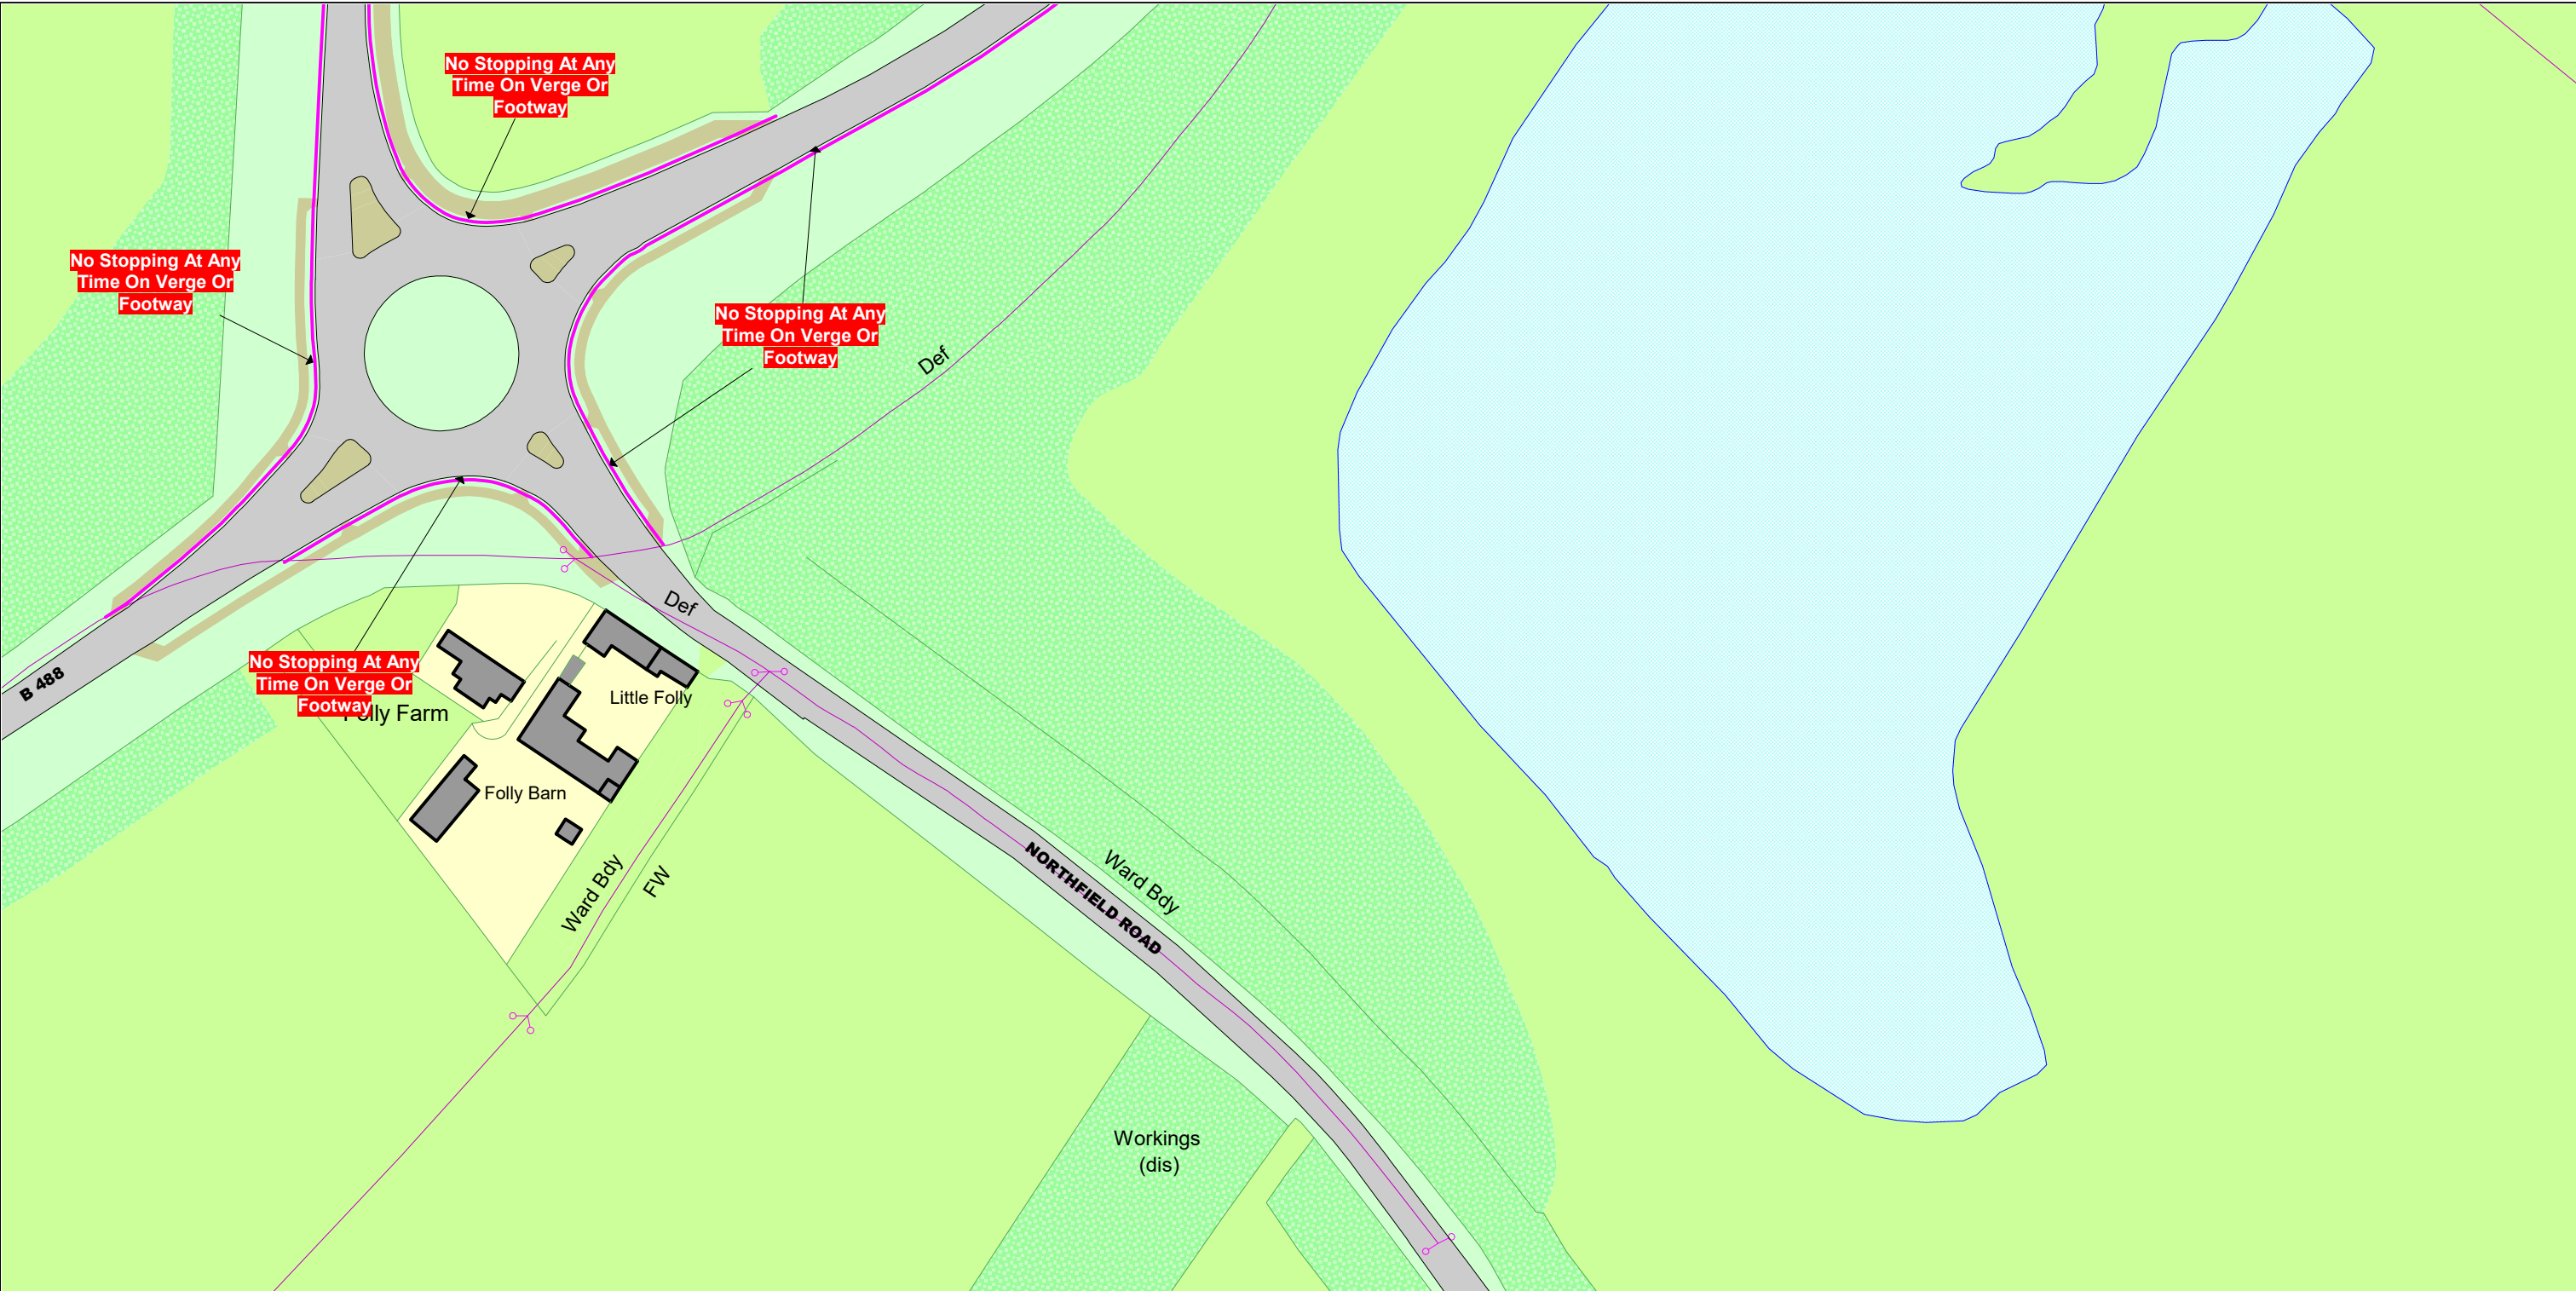 No Stopping At Any
Time On Verge Or
Footway
No Stopping At Any
Time On Verge Or
Footway
No Stopping At Any
Time On Verge Or
Footway
Def
Def
No Stopping At Any
Time On Verge Or
Footway
B 488
Folly Farm
Little Folly
Folly Barn
Ward Bdy
FW
NORTHFIELD ROAD
Ward Bdy
Workings
(dis)